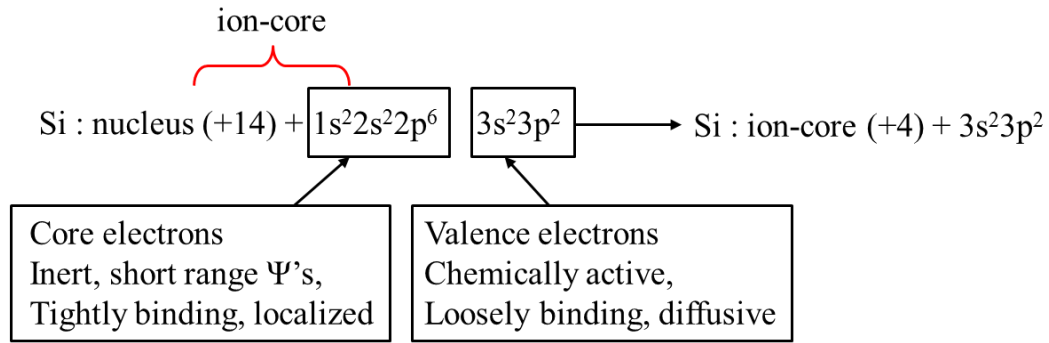 ion-core
Si : nucleus (+14) + 1s²2s²2p⁶ 3s²3p² Si : ion-core (+4) + 3s²3p²
Core electrons
Inert, short range Ψ’s,
Tightly binding, localized
Valence electrons
Chemically active,
Loosely binding, diffusive